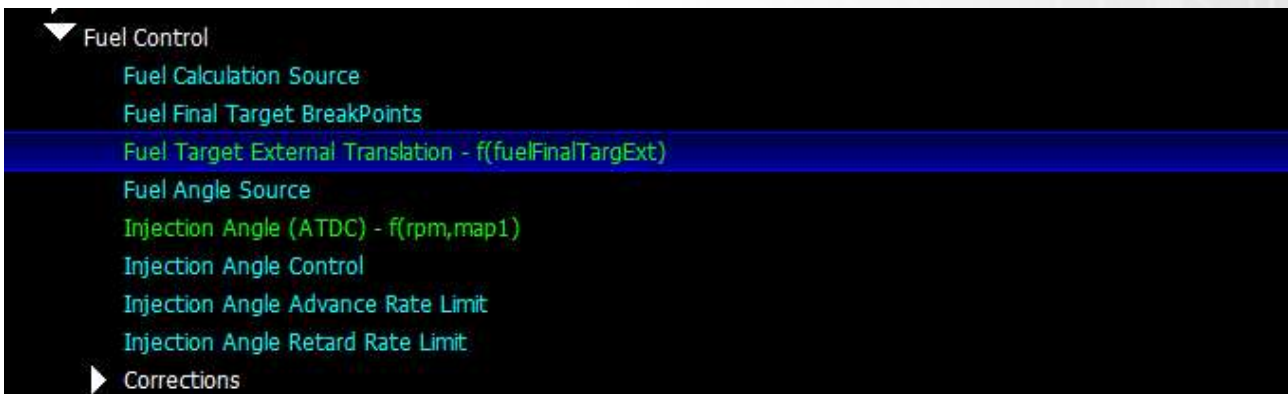 Fuel Control
Fuel Calculation Source
Fuel Final Target BreakPoints
Fuel Target External Translation - f(fuelFinalTargExt)
Fuel Angle Source
Injection Angle (ATDC) - f(rpm,map1)
Injection Angle Control
Injection Angle Advance Rate Limit
Injection Angle Retard Rate Limit
Corrections